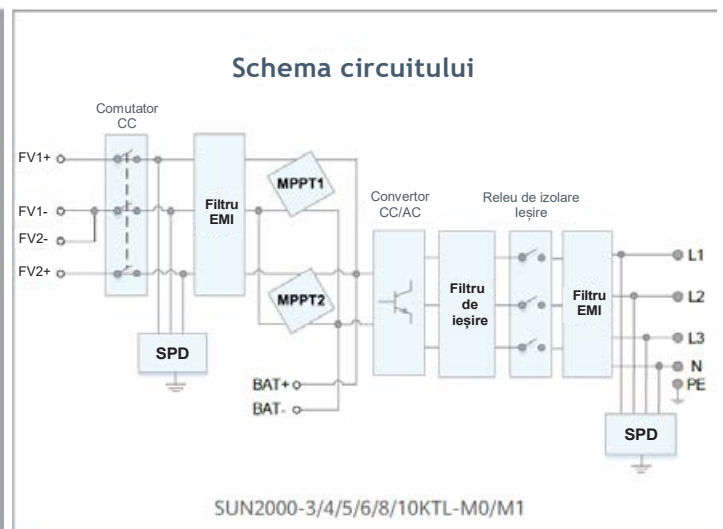 Schema circuitului
Comutator
CC
FV1+
FV1-
FV2-
FV2+
Filtru
EMI
MPPT1
MPPT2
SPD
BAT+
BAT-
Convertor
CC/AC
Filtru
de
ieșire
Releu de izolare
Ieșire
Filtru
EMI
L1
L2
L3
N
PE
SPD
SUN2000-3/4/5/6/8/10KTL-M0/M1